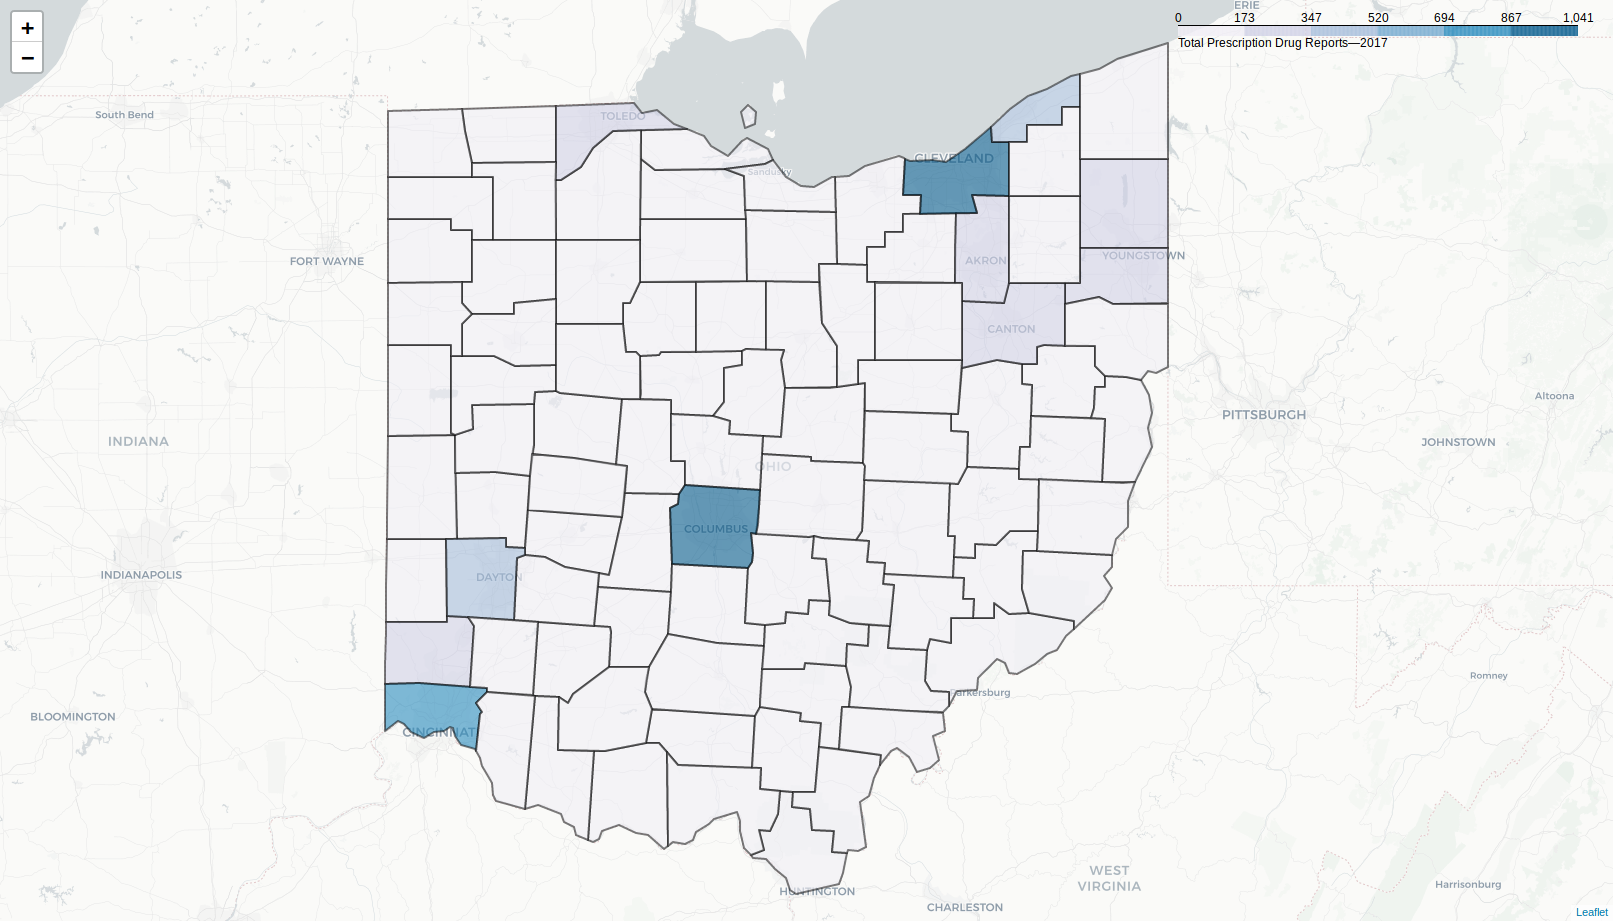 +
−
ERIE
0 173 347 520 694 867 1,041
Total Prescription Drug Reports—2017
South Bend
TOLEDO
CLEVELAND
Sandusky
FORT WAYNE
AKRON
YOUNGSTOWN
CANTON
Altoona
PITTSBURGH
INDIANA
JOHNSTOWN
OHIO
COLUMBUS
INDIANAPOLIS
DAYTON
Romney
Parkersburg
BLOOMINGTON
CINCINNATI
WEST
VIRGINIA
Harrisonburg
HUNTINGTON
CHARLESTON
Leaflet